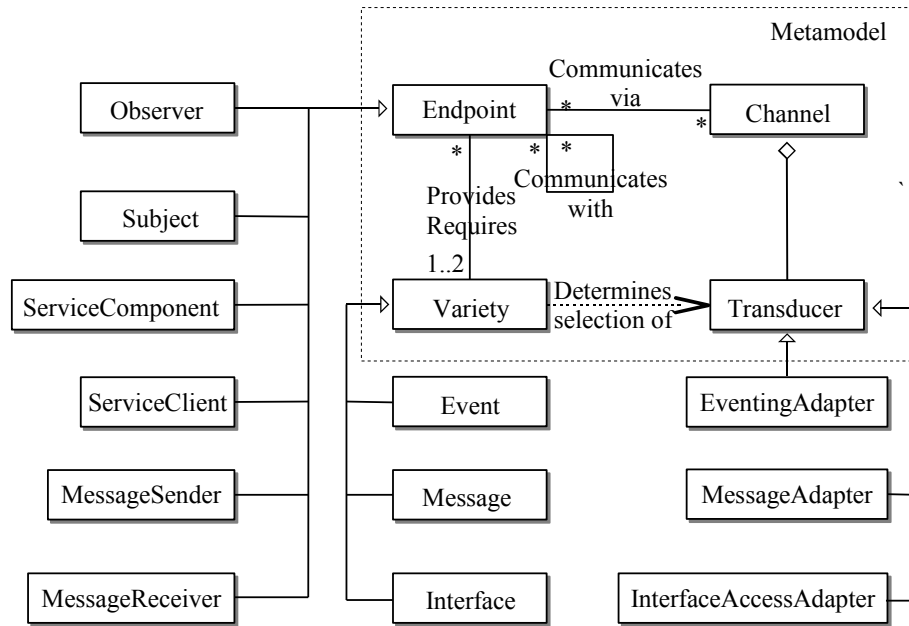 Metamodel
Communicates
via
Observer
Endpoint
*
*
Channel
*
*
*
Communicates
with
Provides
Requires
Subject
`
1..2
ServiceComponent
Variety
Determines
selection of
Transducer
ServiceClient
Event
EventingAdapter
MessageSender
Message
MessageAdapter
MessageReceiver
Interface
InterfaceAccessAdapter